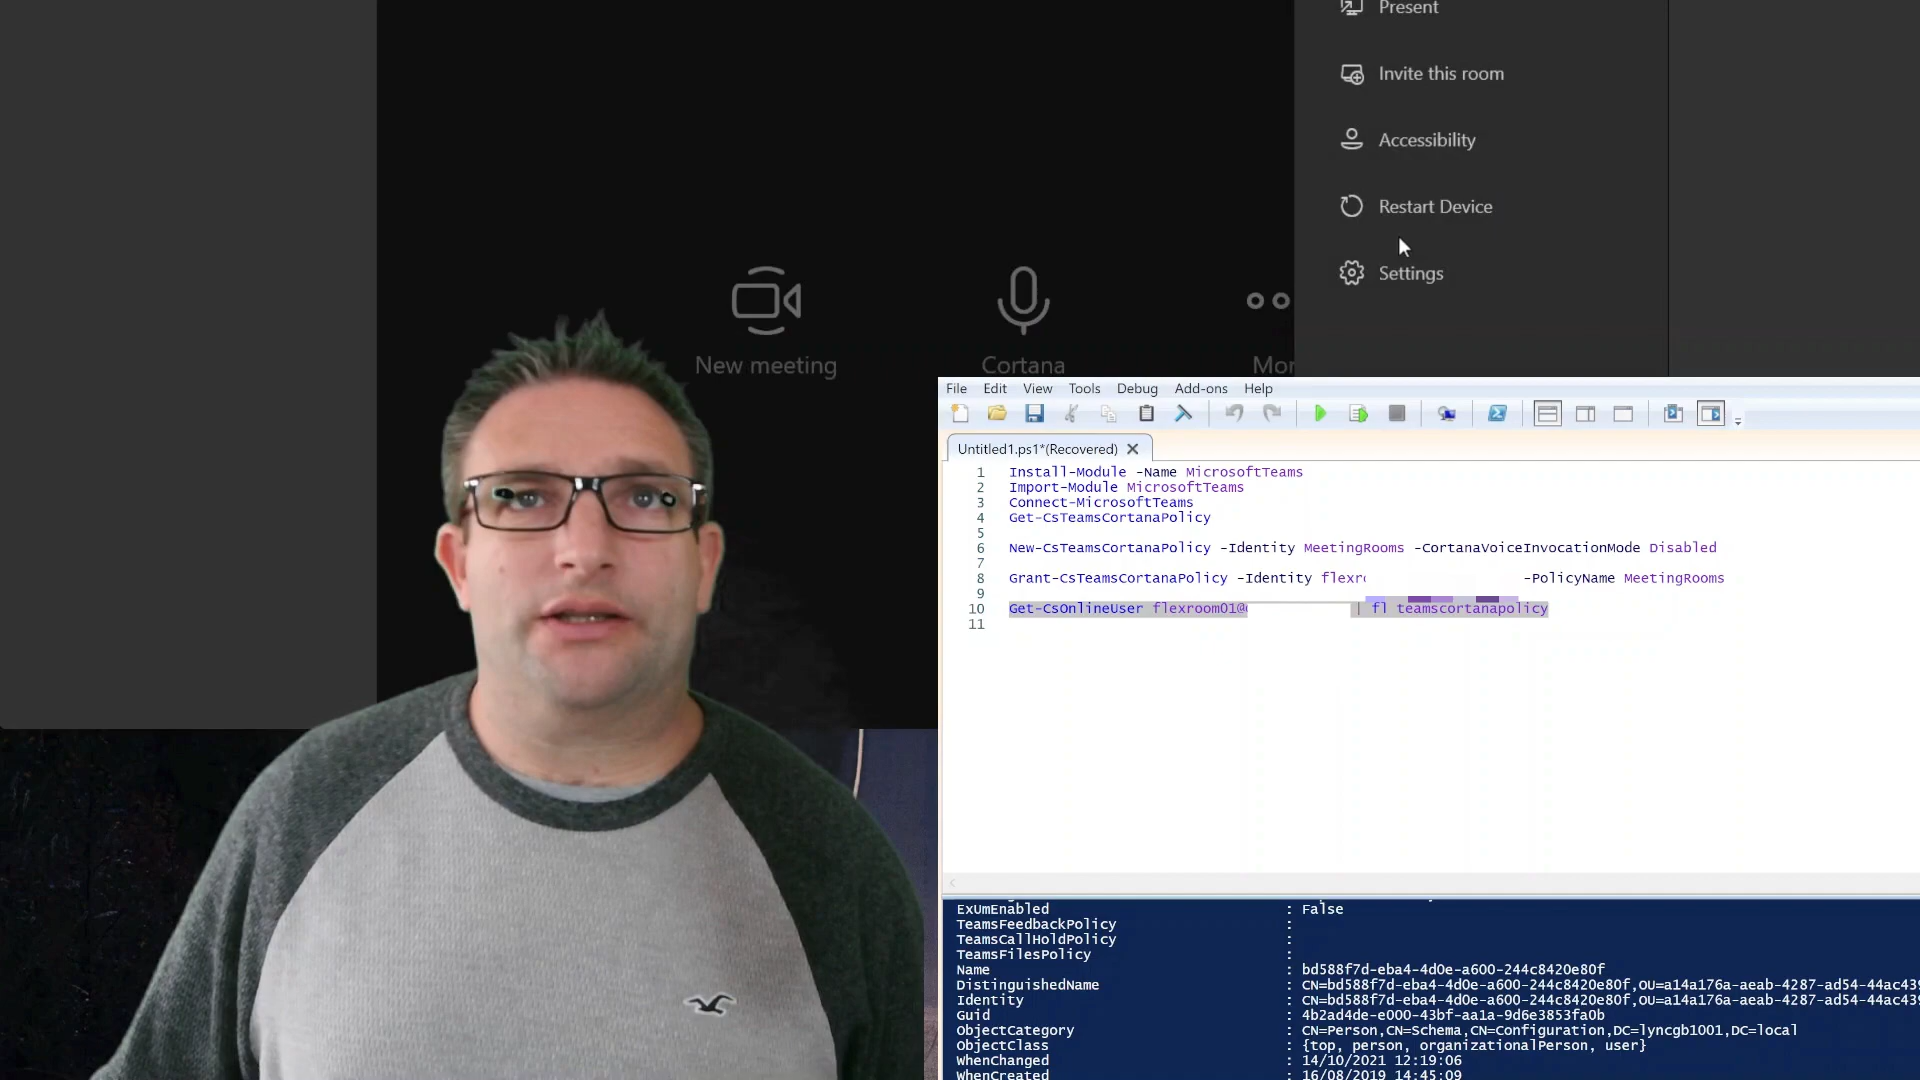 Present
Invite this room
Accessibility
Restart Device
Settings
New meeting
Cortana
File Edit View Tools Debug Add-ons Help
Untitled1.ps1*(Recovered)
1 Install-Module -Name MicrosoftTeams
2 Import-Module MicrosoftTeams
3 Connect-MicrosoftTeams
4 Get-CsTeamsCortanaPolicy
5
6 New-CsTeamsCortanaPolicy -Identity MeetingRooms -CortanaVoiceInvocationMode Disabled
7
8 Grant-CsTeamsCortanaPolicy -Identity flexr -PolicyName MeetingRooms
9
10 Get-CsOnlineUser flexroom01@ | fl teamscortanapolicy
11
ExUmEnabled : False
TeamsFeedbackPolicy :
TeamsCallHoldPolicy :
TeamsFilesPolicy :
Name : bd588f7d-eba4-4d0e-a600-244c8420e80f
DistinguishedName : CN=bd588f7d-eba4-4d0e-a600-244c8420e80f,OU=a14a176a-aeab-4287-ad54-44ac439
Identity : CN=bd588f7d-eba4-4d0e-a600-244c8420e80f,OU=a14a176a-aeab-4287-ad54-44ac439
Guid : 4b2ad4de-e000-43bf-aa1a-9d6e3853fa0b
ObjectCategory : CN=Person,CN=Schema,CN=Configuration,DC=lyncgb1001,DC=local
ObjectClass : {top, person, organizationalPerson, user}
WhenChanged : 14/10/2021 12:19:06
WhenCreated : 16/08/2019 14:45:09